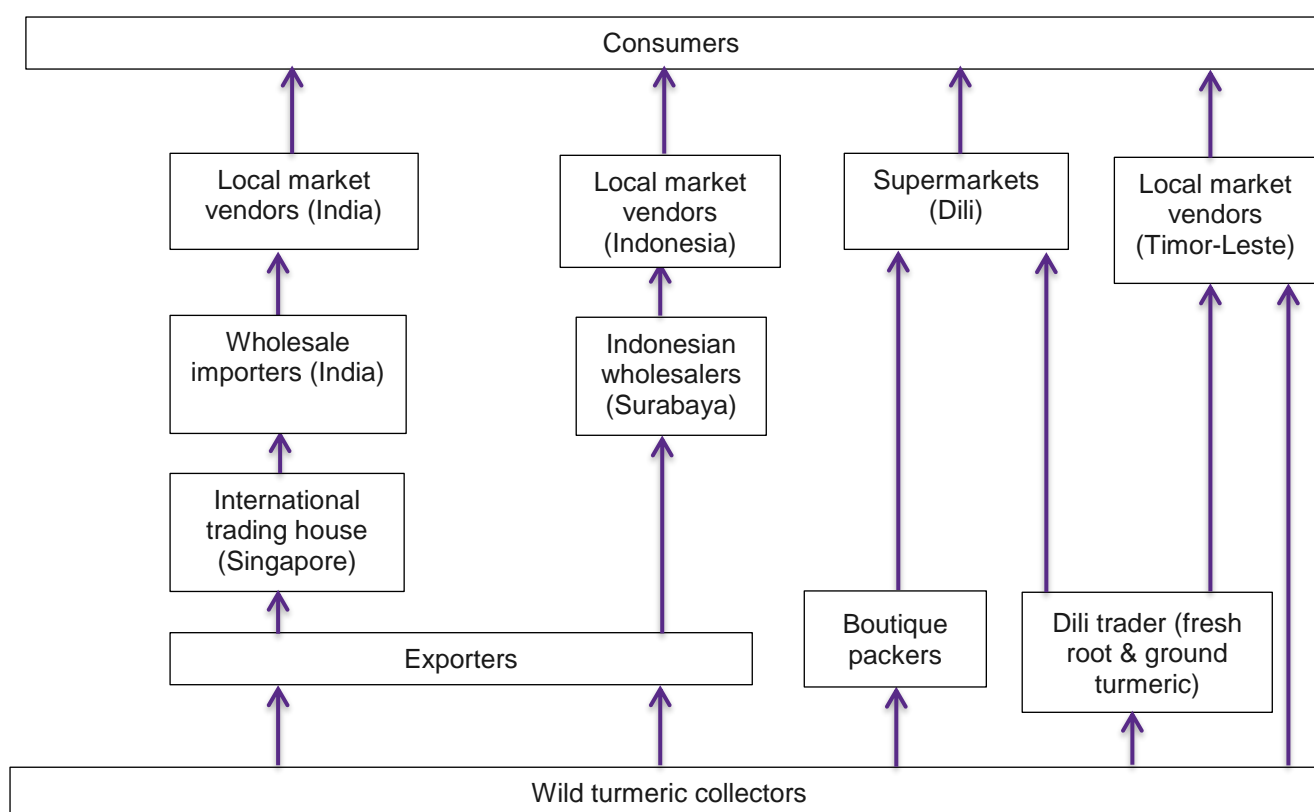 Consumers
Local market
vendors (India)
Local market
vendors
(Indonesia)
Supermarkets
(Dili)
Local market
vendors
(Timor-Leste)
Wholesale
importers (India)
Indonesian
wholesalers
(Surabaya)
International
trading house
(Singapore)
Boutique
packers
Dili trader (fresh
root & ground
turmeric)
Exporters
Wild turmeric collectors